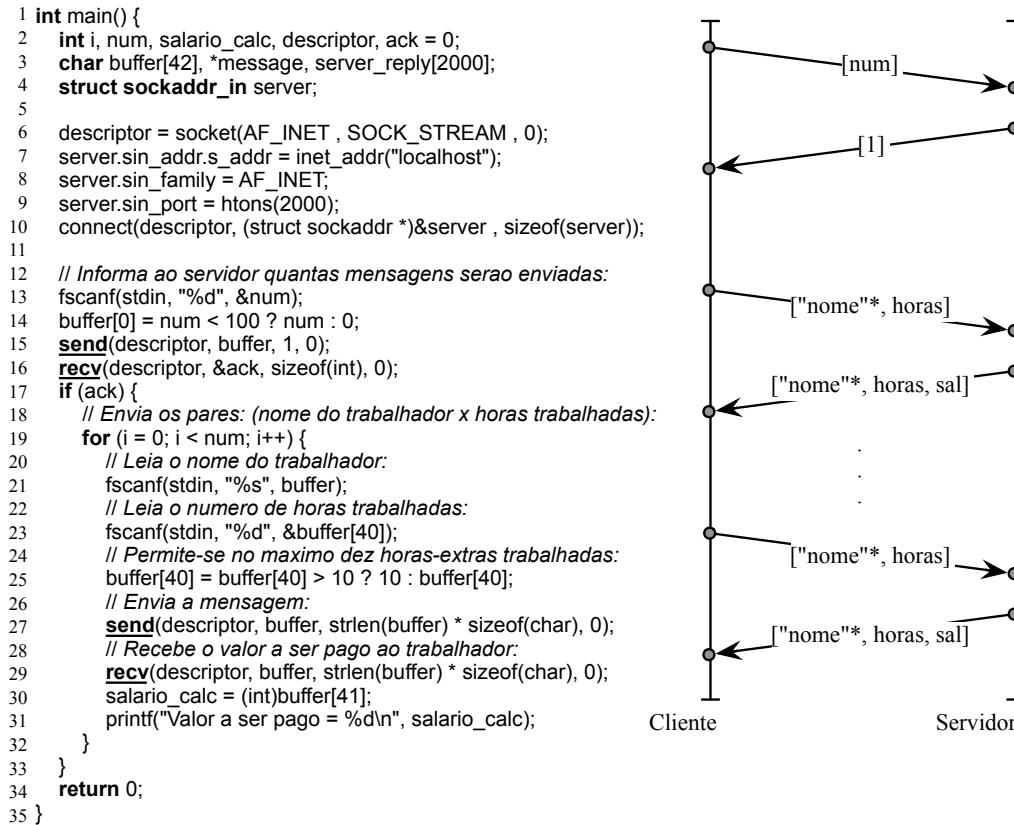 1 int main() {
2 int i, num, salario_calc, descriptor, ack = 0;
3 char buffer[42], *message, server_reply[2000];
4 struct sockaddr_in server;
5
6 descriptor = socket(AF_INET , SOCK_STREAM , 0);
7 server.sin_addr.s_addr = inet_addr("localhost");
8 server.sin_family = AF_INET;
9 server.sin_port = htons(2000);
10 connect(descriptor, (struct sockaddr *)&server , sizeof(server));
11
12 // Informa ao servidor quantas mensagens serao enviadas:
13 fscanf(stdin, "%d", &num);
14 buffer[0] = num < 100 ? num : 0;
15 send(descriptor, buffer, 1, 0);
16 recv(descriptor, &ack, sizeof(int), 0);
17 if (ack) {
18 // Envia os pares: (nome do trabalhador x horas trabalhadas):
19 for (i = 0; i < num; i++) {
20 // Leia o nome do trabalhador:
21 fscanf(stdin, "%s", buffer);
22 // Leia o numero de horas trabalhadas:
23 fscanf(stdin, "%d", &buffer[40]);
24 // Permite-se no maximo dez horas-extras trabalhadas:
25 buffer[40] = buffer[40] > 10 ? 10 : buffer[40];
26 // Envia a mensagem:
27 send(descriptor, buffer, strlen(buffer) * sizeof(char), 0);
28 // Recebe o valor a ser pago ao trabalhador:
29 recv(descriptor, buffer, strlen(buffer) * sizeof(char), 0);
30 salario_calc = (int)buffer[41];
31 printf("Valor a ser pago = %d\n", salario_calc);
32 }
33 }
34 return 0;
35 }
[num]
[1]
["nome"*, horas]
["nome"*, horas, sal]
.
.
.
["nome"*, horas]
["nome"*, horas, sal]
Cliente
Servidor